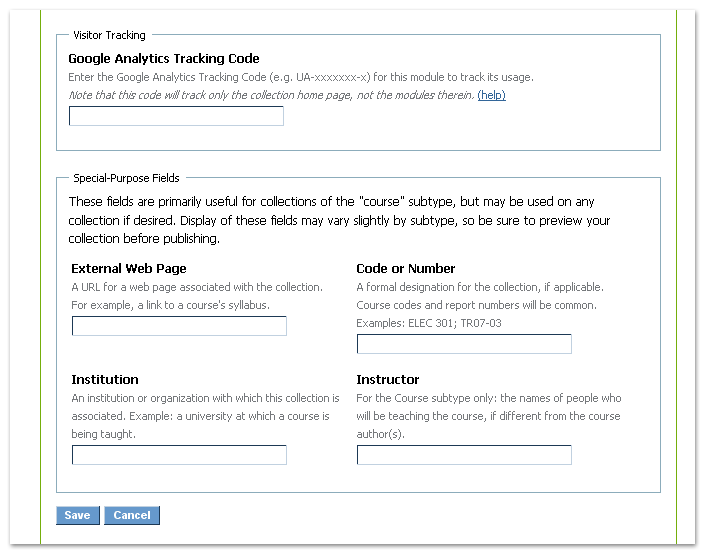 Visitor Tracking
Google Analytics Tracking Code
Enter the Google Analytics Tracking Code (e.g. UA-xxxxxxx-x) for this module to track its usage.
Note that this code will track only the collection home page, not the modules therein. (help)
Special-Purpose Fields
These fields are primarily useful for collections of the "course" subtype, but may be used on any
collection if desired. Display of these fields may vary slightly by subtype, so be sure to preview your
collection before publishing.
External Web Page
A URL for a web page associated with the collection.
For example, a link to a course's syllabus.
Code or Number
A formal designation for the collection, if applicable.
Course codes and report numbers will be common.
Examples: ELEC 301; TR07-03
Institution
An institution or organization with which this collection is
associated. Example: a university at which a course is
being taught.
Instructor
For the Course subtype only: the names of people who
will be teaching the course, if different from the course
author(s).
Save Cancel